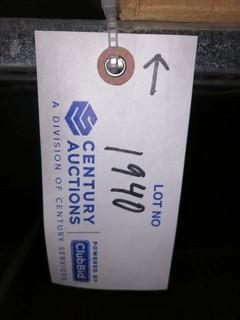 LOT NO
1940
CENTURY
AUCTIONS
A DIVISION OF CENTURY SERVICES
POWERED BY
ClubBid